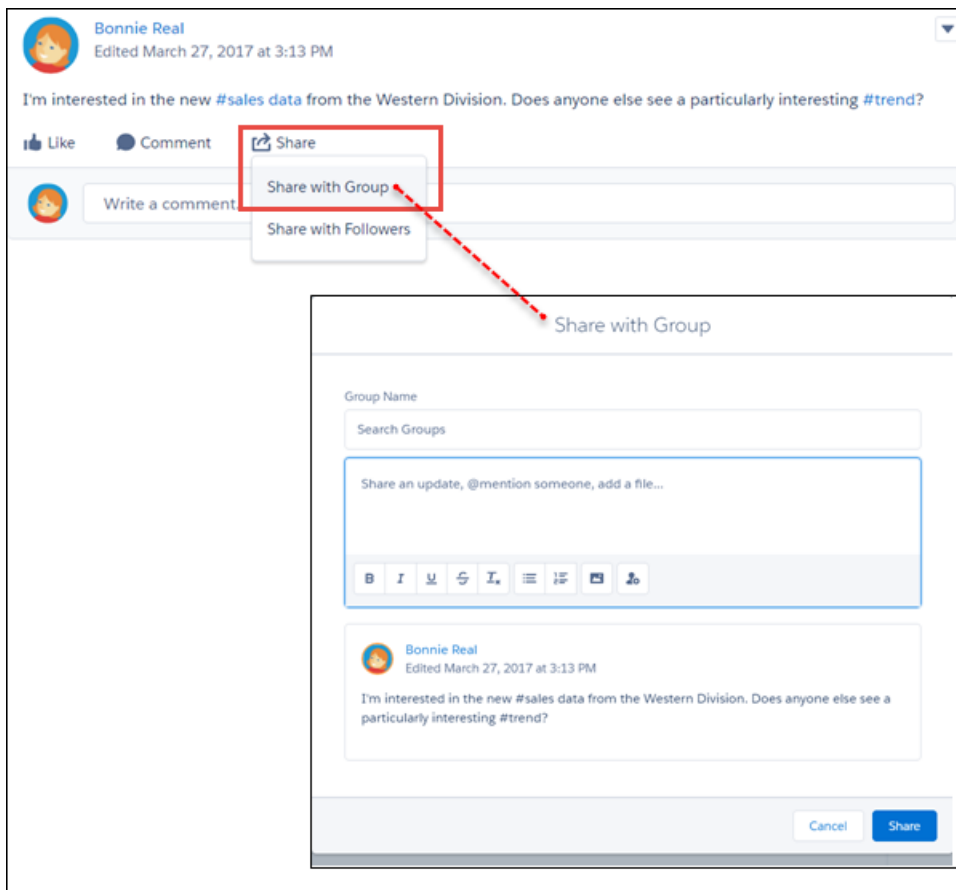 Bonnie Real
Edited March 27, 2017 at 3:13 PM
I'm interested in the new #sales data from the Western Division. Does anyone else see a particularly interesting #trend?
Like Comment Share
Share with Group
Write a comment.
Share with Followers
Share with Group
Group Name
Search Groups
Share an update, @mention someone, add a file...
B I U S Tx
Bonnie Real
Edited March 27, 2017 at 3:13 PM
I'm interested in the new #sales data from the Western Division. Does anyone else see a
particularly interesting #trend?
Cancel Share